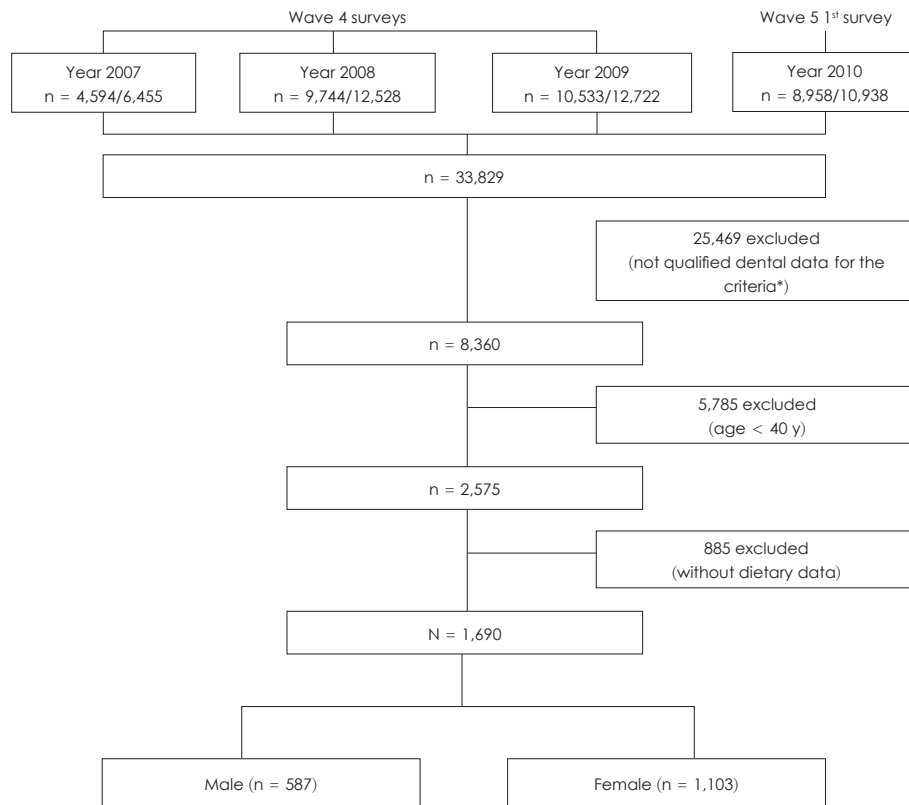 Wave 4 surveys
Wave 5 1st survey
Year 2007
n = 4,594/6,455
Year 2008
n = 9,744/12,528
Year 2009
n = 10,533/12,722
Year 2010
n = 8,958/10,938
n = 33,829
25,469 excluded
(not qualified dental data for the
criteria*)
n = 8,360
5,785 excluded
(age < 40 y)
n = 2,575
885 excluded
(without dietary data)
N = 1,690
Male (n = 587)
Female (n = 1,103)